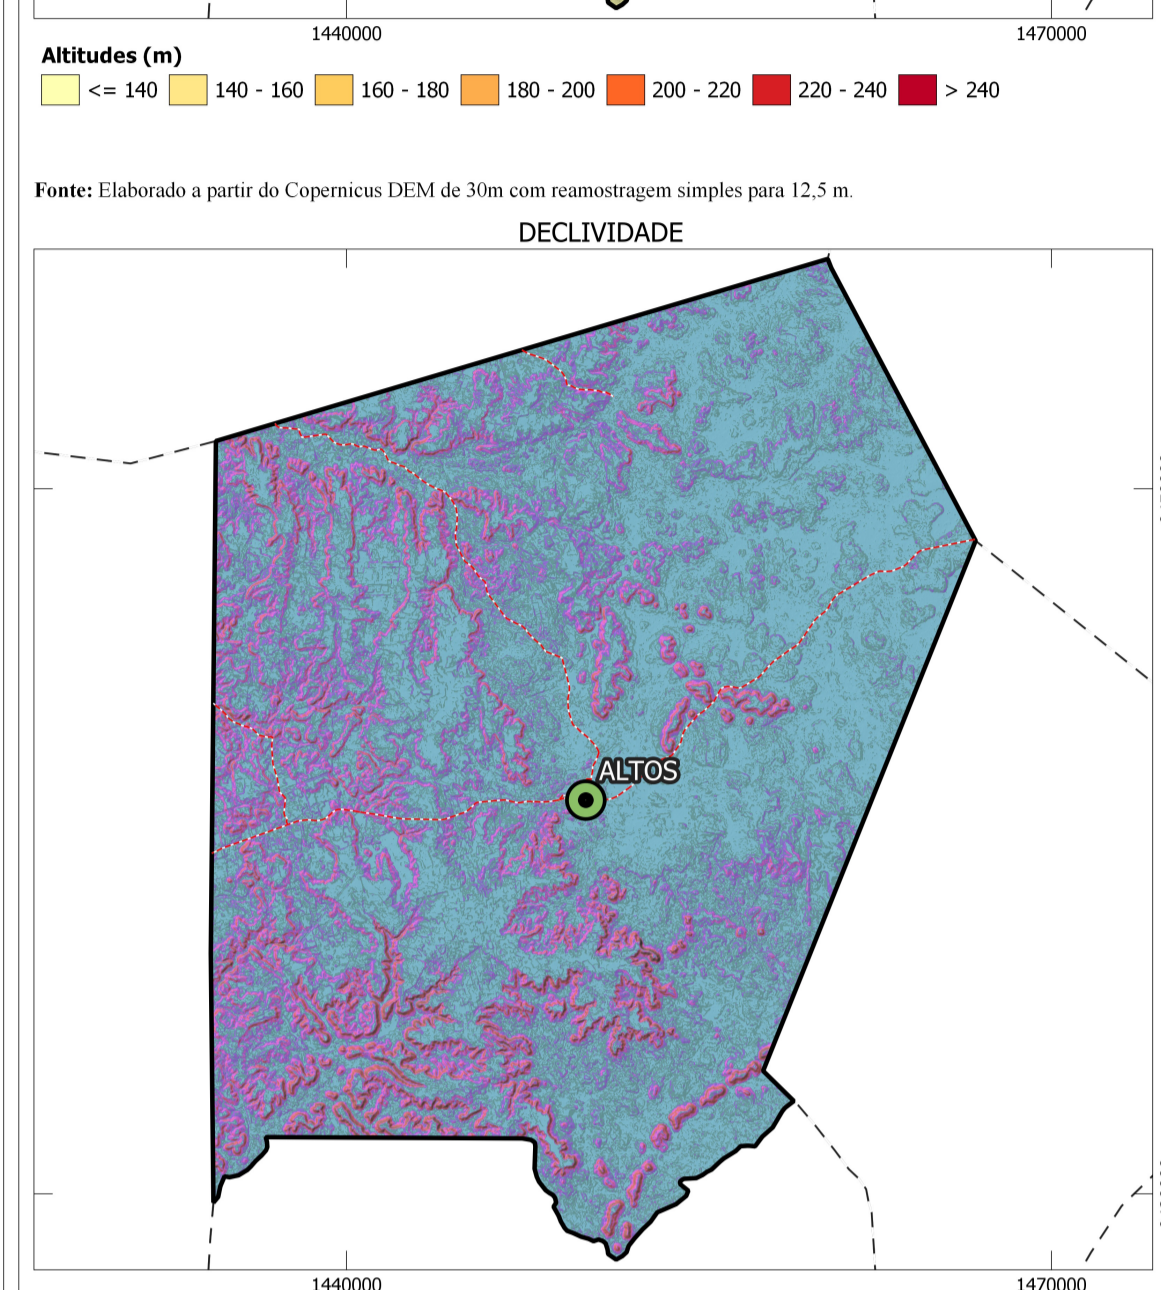 1440000 1470000
Altitudes (m)
<= 140 140 - 160 160 - 180 180 - 200 200 - 220 220 - 240 > 240
Fonte: Elaborado a partir do Copernicus DEM de 30m com reamostragem simples para 12,5 m.
DECLIVIDADE
ALTOS
1440000 1470000